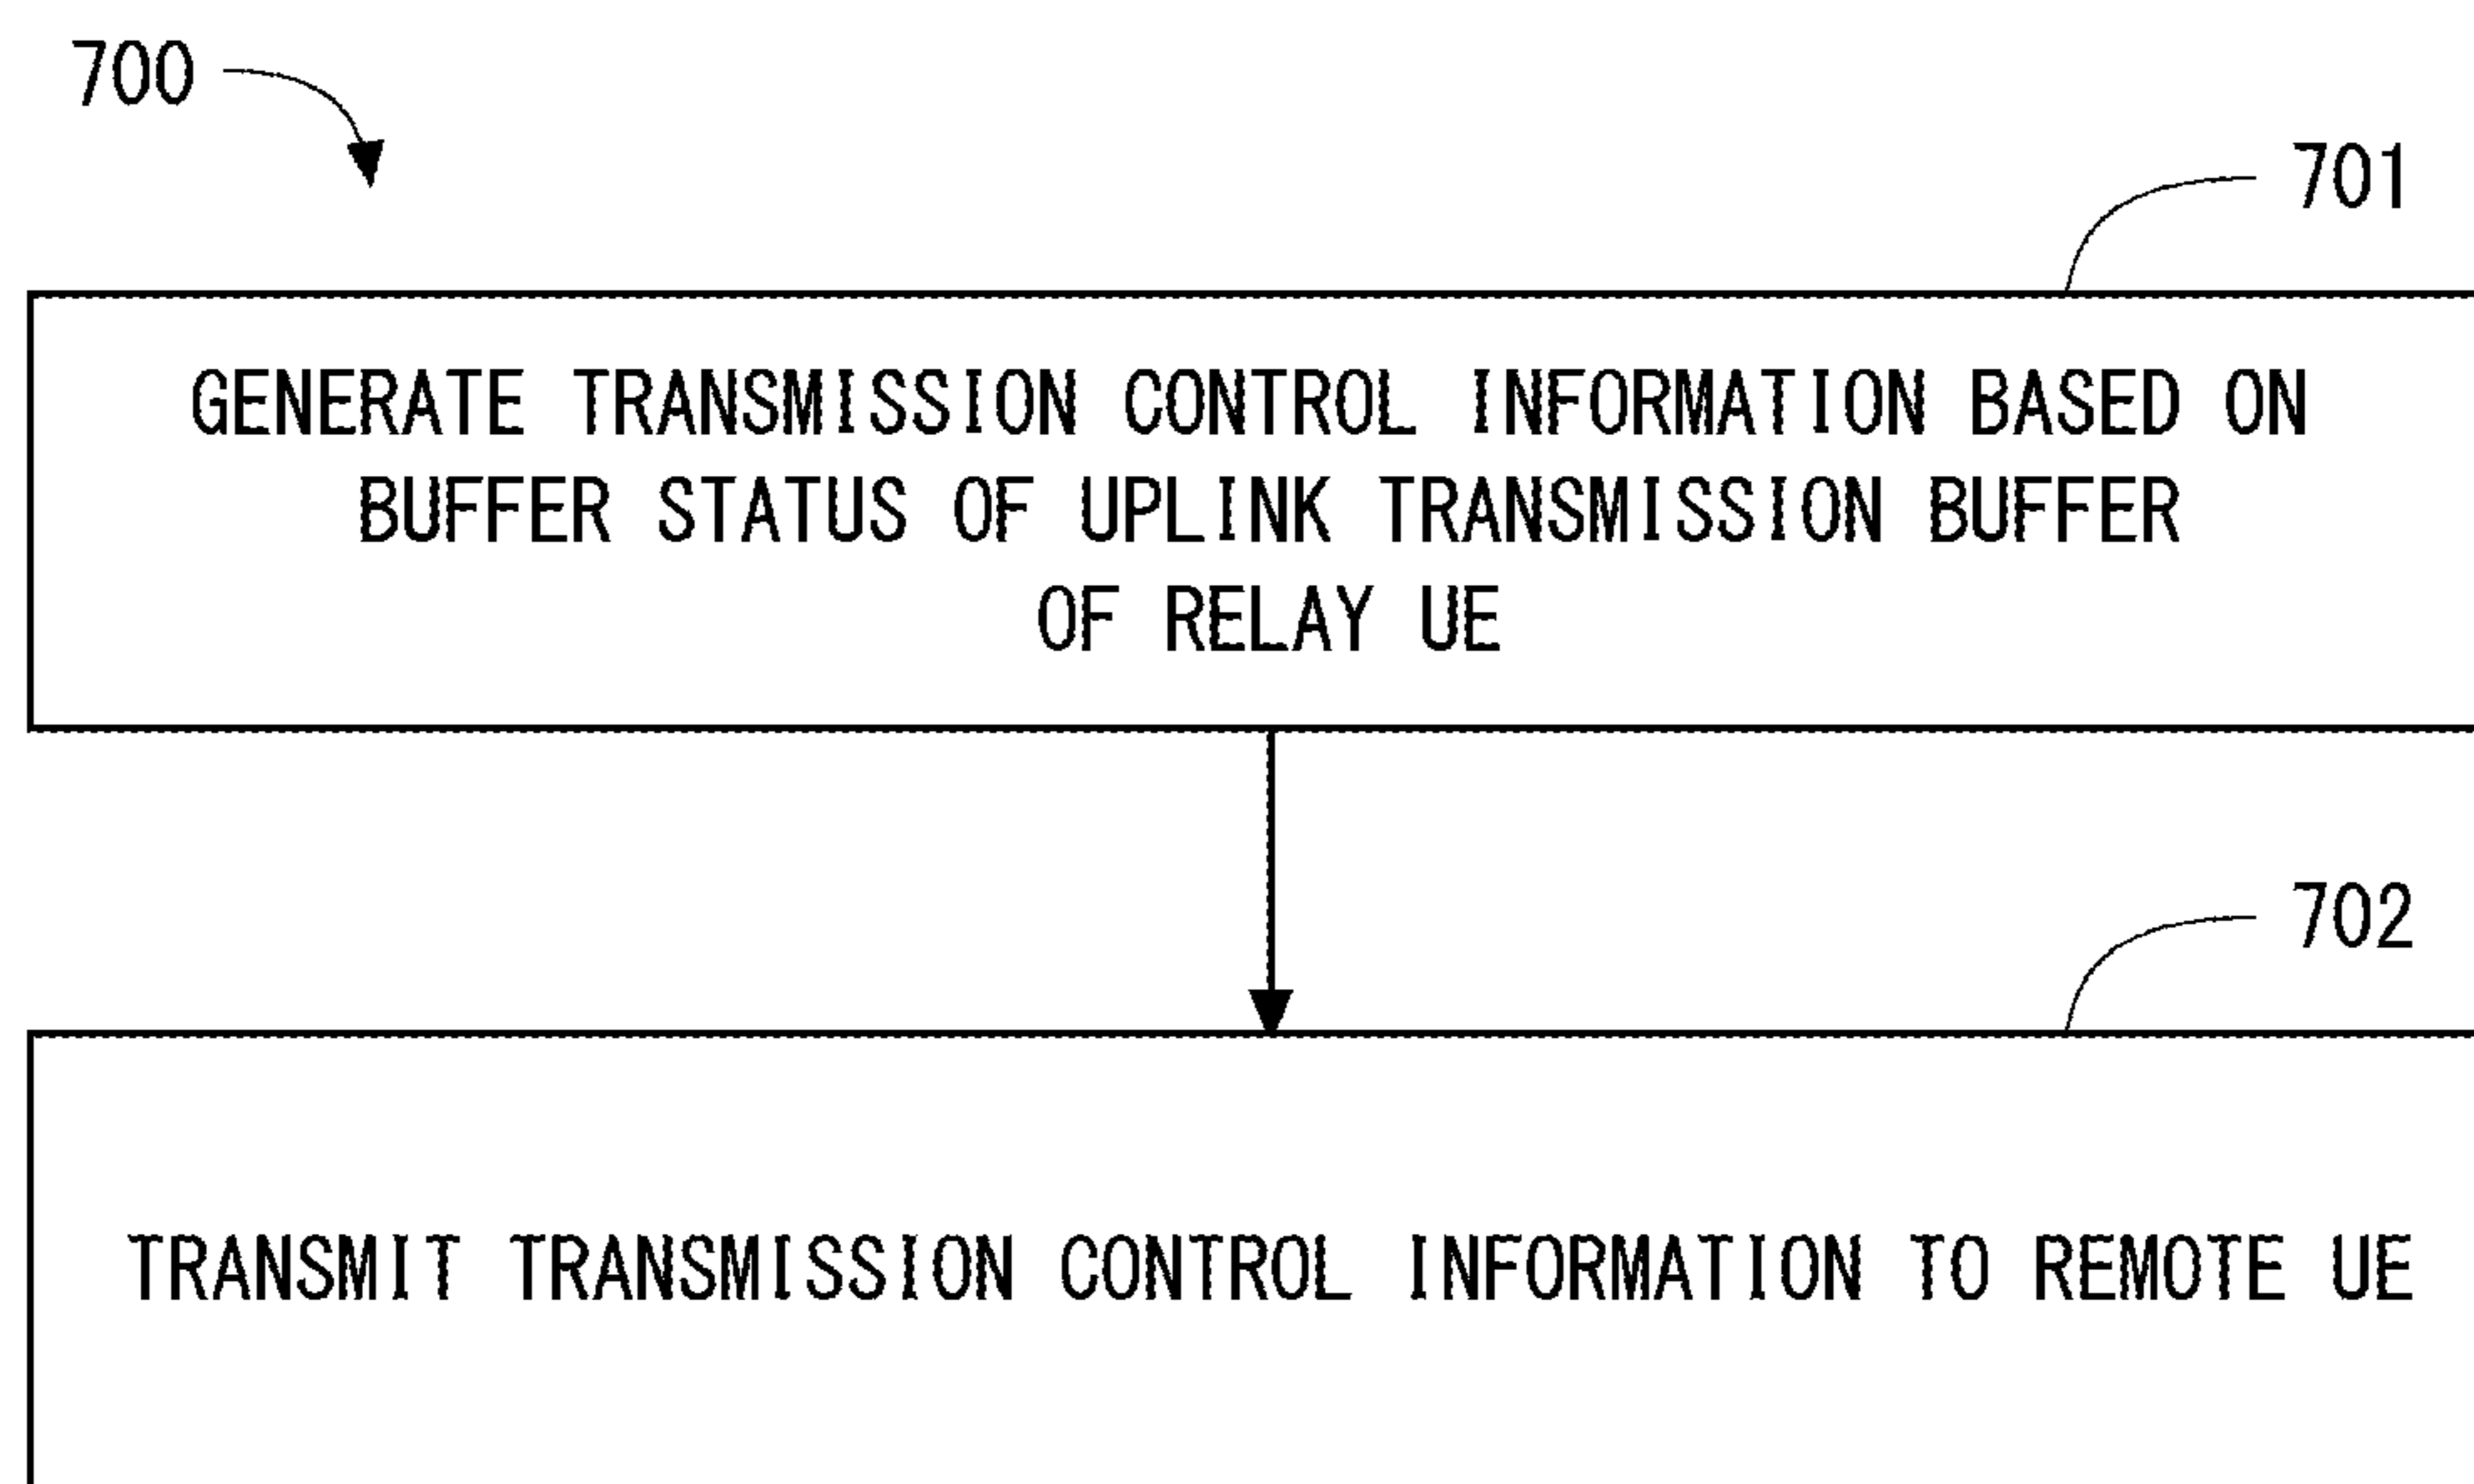 700
701
GENERATE TRANSMISSION CONTROL INFORMATION BASED ON
BUFFER STATUS OF UPLINK TRANSMISSION BUFFER
OF RELAY UE
702
TRANSMIT TRANSMISSION CONTROL INFORMATION TO REMOTE UE